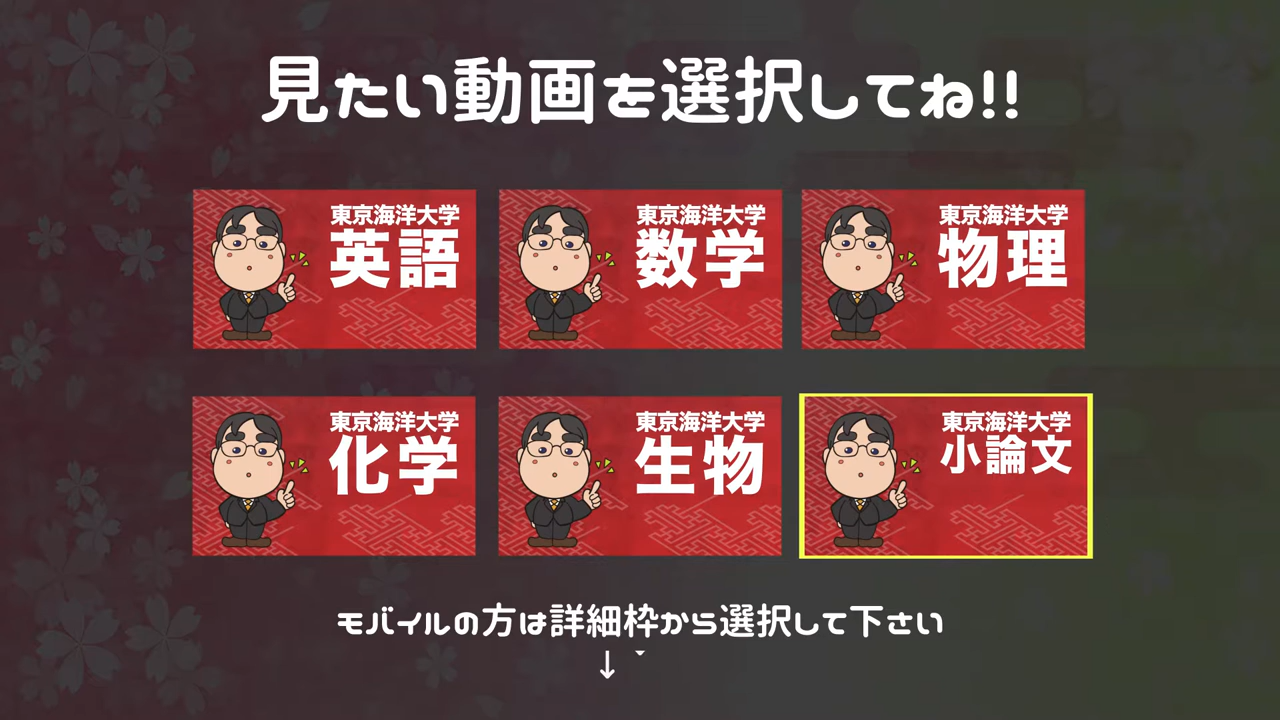 見たい動画を選択してね!!
東京海洋大学
英語
東京海洋大学
数学
東京海洋大学
物理
東京海洋大学
化学
東京海洋大学
生物
東京海洋大学
小論文
モバイルの方は詳細枠から選択して下さい
↓